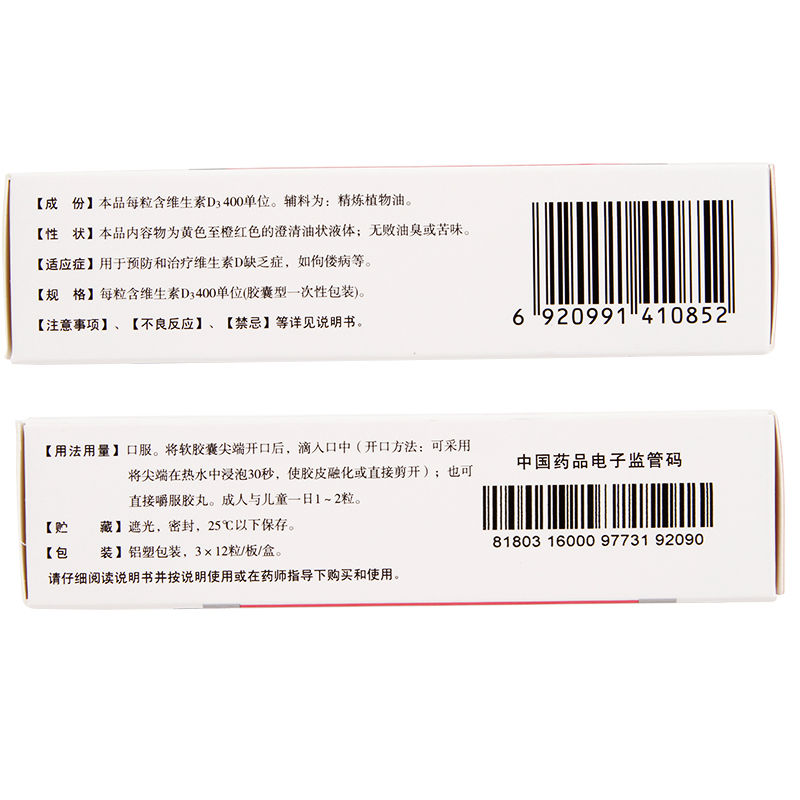 【成　份】本品每粒含维生素D₃400单位。辅料为：精炼植物油。
【性　状】本品内容物为黄色至橙红色的澄清油状液体；无败油臭或苦味。
【适应症】用于预防和治疗维生素D缺乏症，如佝偻病等。
【规　格】每粒含维生素D₃400单位(胶囊型一次性包装)。
【注意事项】、【不良反应】、【禁忌】等详见说明书。
6 920991 410852
【用法用量】口服。将软胶囊尖端开口后，滴入口中（开口方法：可采用
将尖端在热水中浸泡30秒，使胶皮融化或直接剪开）；也可
直接嚼服胶丸。成人与儿童一日1～2粒。
【贮　藏】遮光，密封，25℃以下保存。
【包　装】铝塑包装，3×12粒/板/盒。
请仔细阅读说明书并按说明使用或在药师指导下购买和使用。
中国药品电子监管码
81803 16000 97731 92090